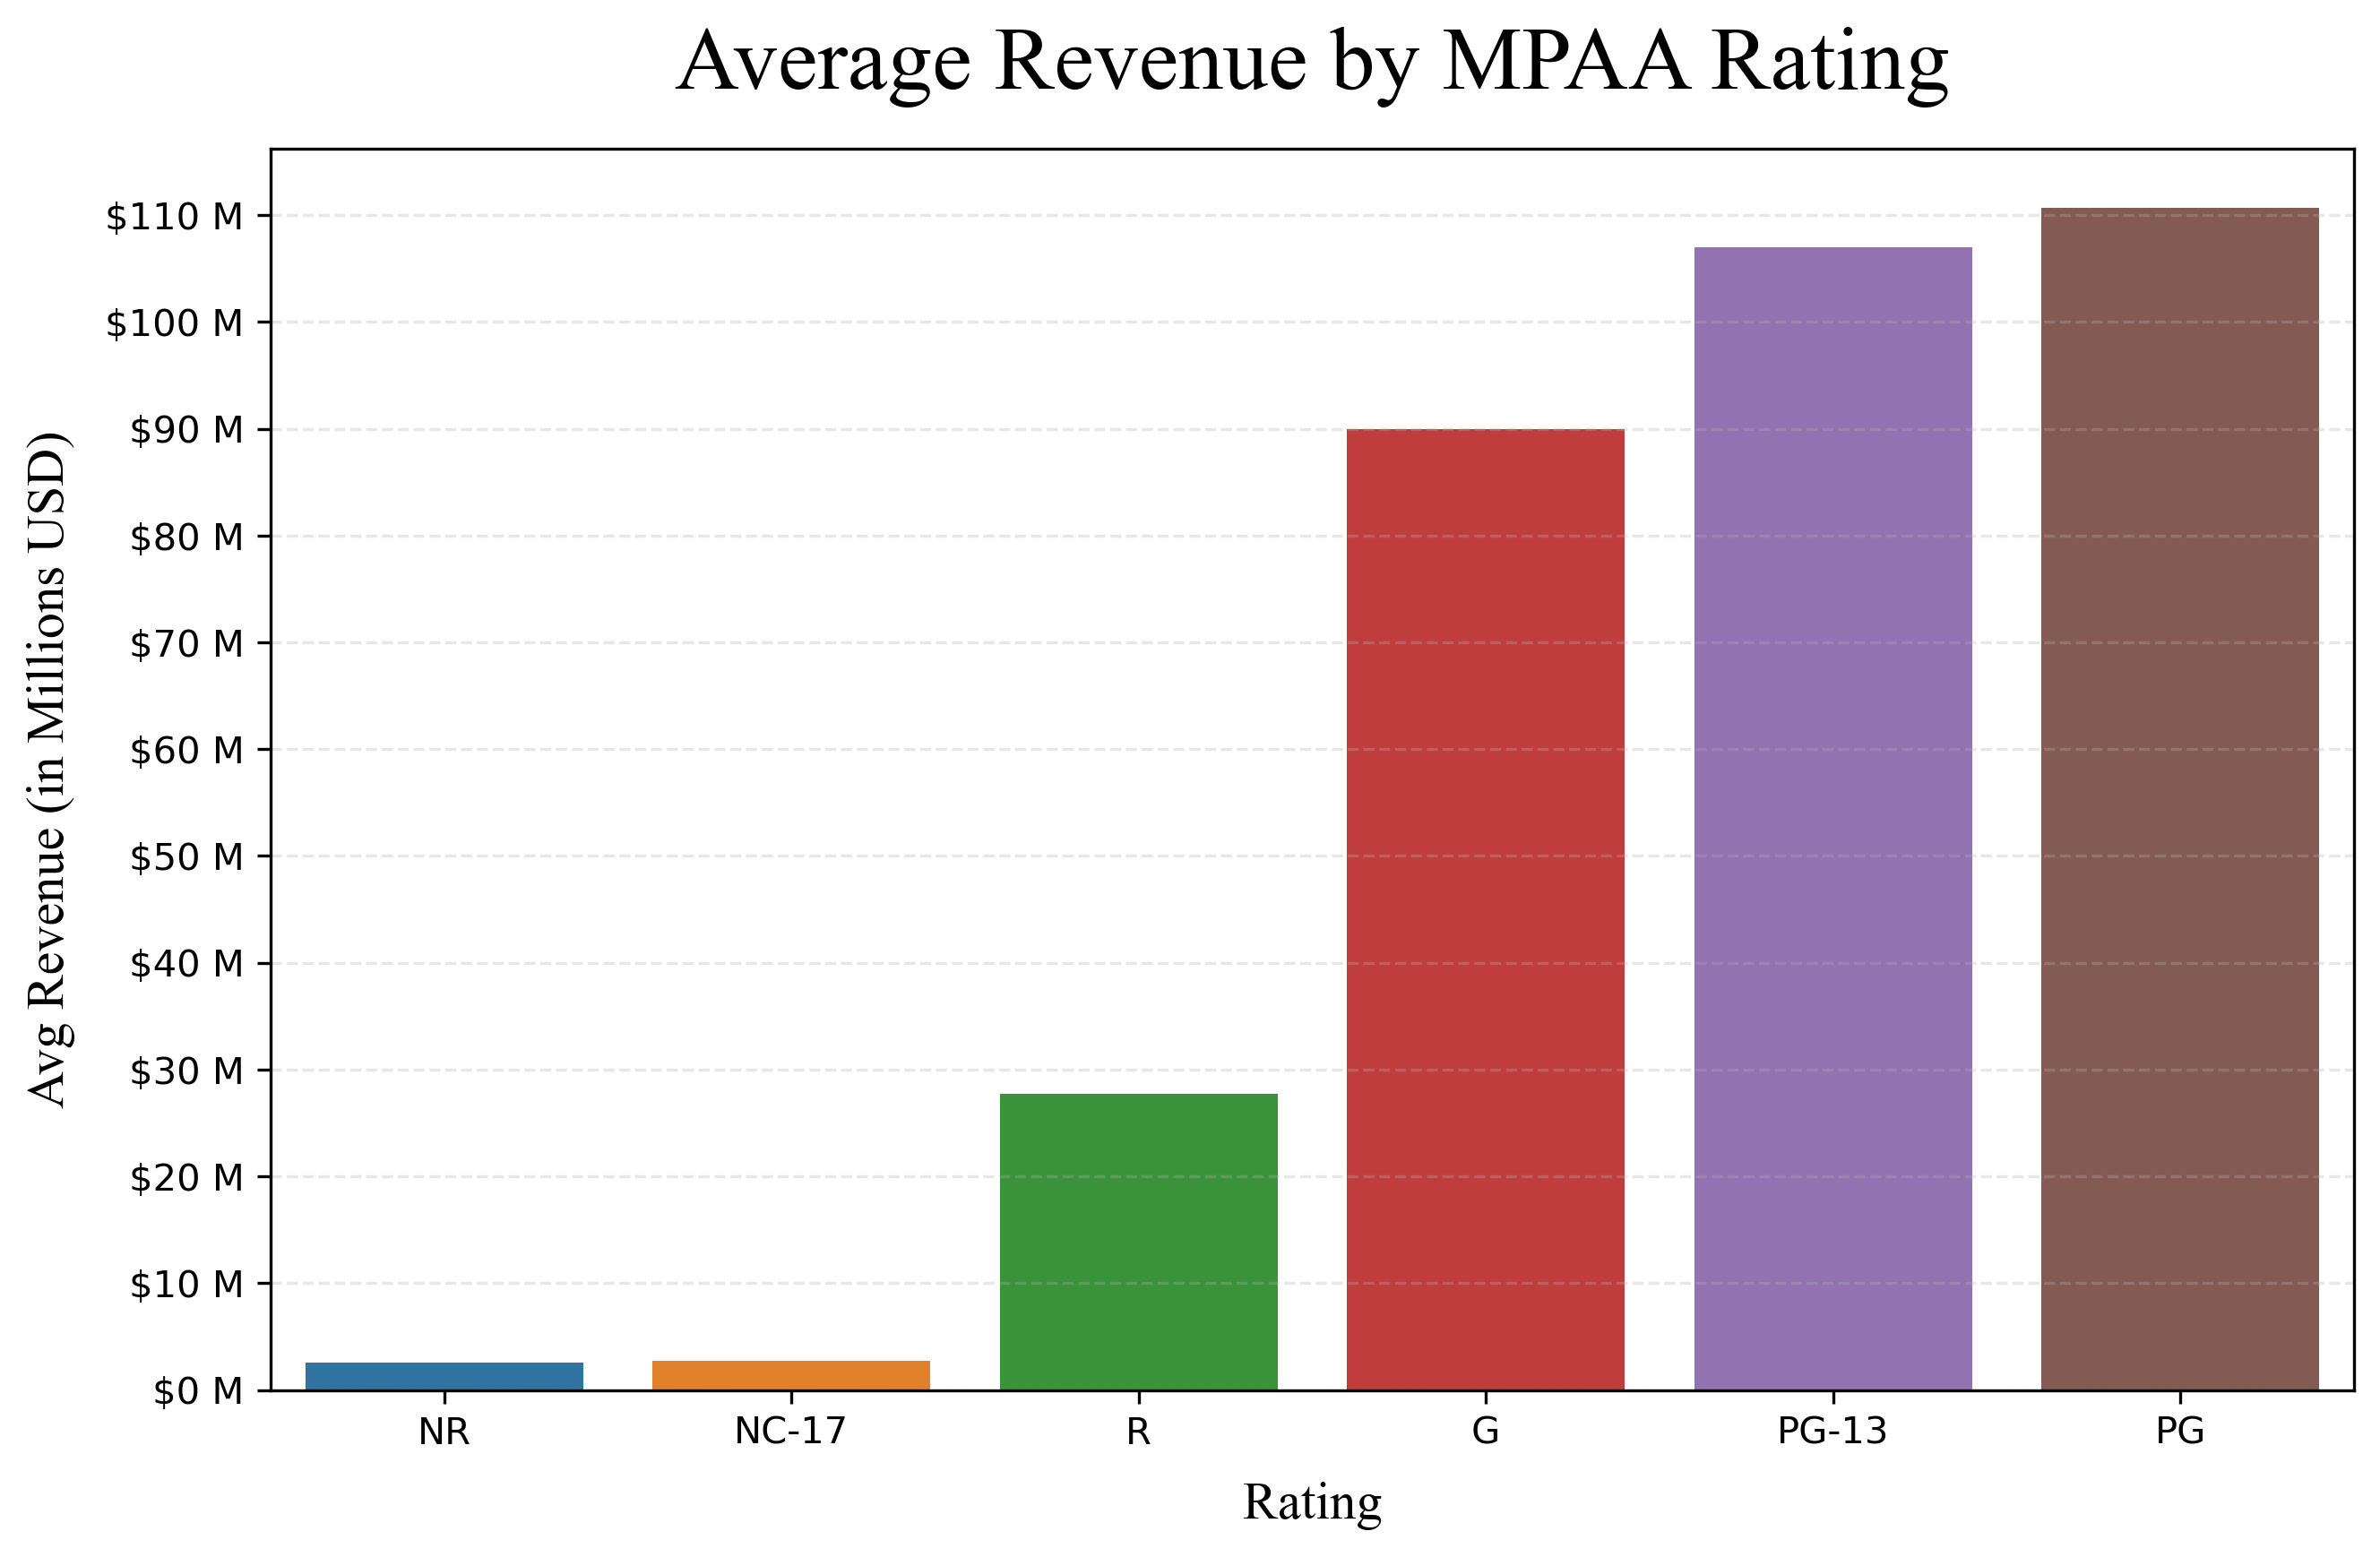 Average Revenue by MPAA Rating
Avg Revenue (in Millions USD)
$110 M
$100 M
$90 M
$80 M
$70 M
$60 M
$50 M
$40 M
$30 M
$20 M
$10 M
$0 M
NR NC-17 R G PG-13 PG
Rating